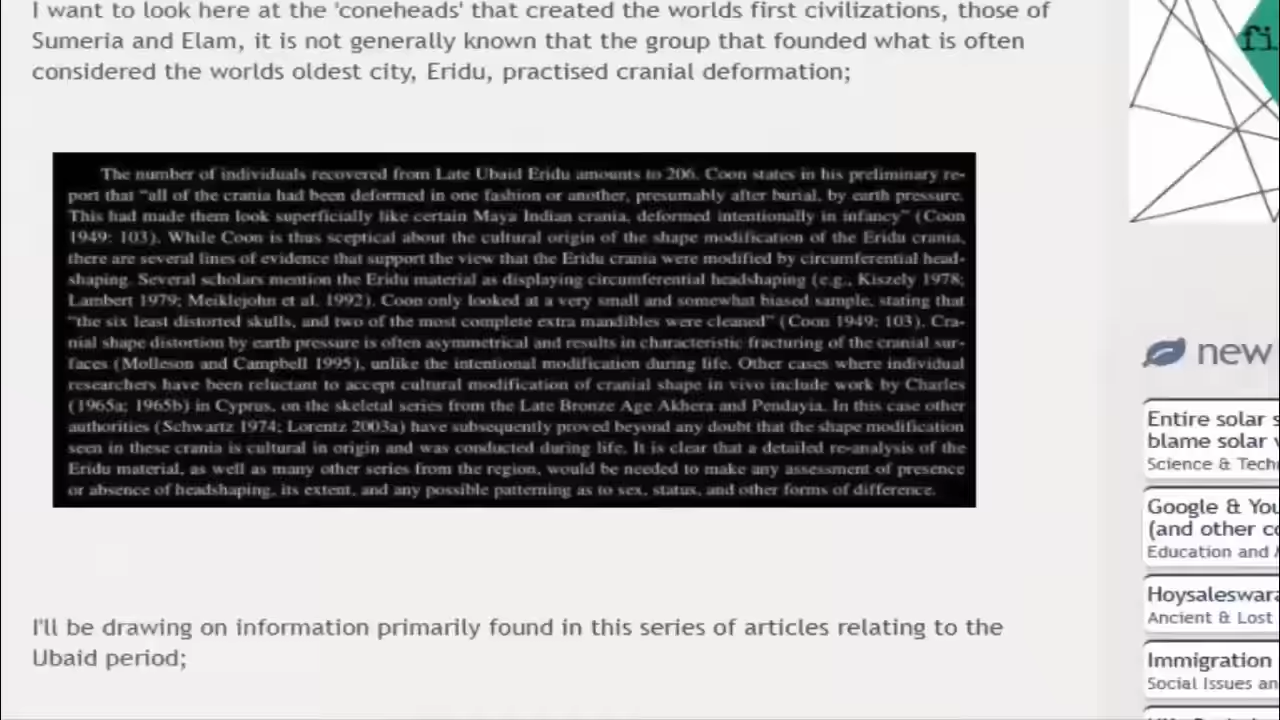 I want to look here at the 'coneheads' that created the worlds first civilizations, those of
Sumeria and Elam, it is not generally known that the group that founded what is often
considered the worlds oldest city, Eridu, practised cranial deformation;
The number of individuals recovered from Late Ubaid Eridu amounts to 206. Coon states in his preliminary re-
port that "all of the crania had been deformed in one fashion or another, presumably after burial, by earth pressure.
This had made them look superficially like certain Maya Indian crania, deformed intentionally in infancy" (Coon
1949: 103). While Coon is thus sceptical about the cultural origin of the shape modification of the Eridu crania,
there are several lines of evidence that support the view that the Eridu crania were modified by circumferential head-
shaping. Several scholars mention the Eridu material as displaying circumferential headshaping (e.g., Kiszely 1978;
Lambert 1979; Meiklejohn et al. 1992). Coon only looked at a very small and somewhat biased sample, stating that
"the six least distorted skulls, and two of the most complete extra mandibles were cleaned" (Coon 1949: 103). Cra-
nial shape distortion by earth pressure is often asymmetrical and results in characteristic fracturing of the cranial sur-
faces (Molleson and Campbell 1995), unlike the intentional modification during life. Other cases where individual
researchers have been reluctant to accept cultural modification of cranial shape in vivo include work by Charles
(1965a; 1965b) in Cyprus, on the skeletal series from the Late Bronze Age Akhera and Pendayia. In this case other
authorities (Schwartz 1974; Lorentz 2003a) have subsequently proved beyond any doubt that the shape modification
seen in these crania is cultural in origin and was conducted during life. It is clear that a detailed re-analysis of the
Eridu material, as well as many other series from the region, would be needed to make any assessment of presence
or absence of headshaping, its extent, and any possible patterning as to sex, status, and other forms of difference.
I'll be drawing on information primarily found in this series of articles relating to the
Ubaid period;
fi
new
Entire solar s
blame solar
Science & Tech
Google & You
(and other co
Education and
Hoysaleswara
Ancient & Lost
Immigration
Social Issues an